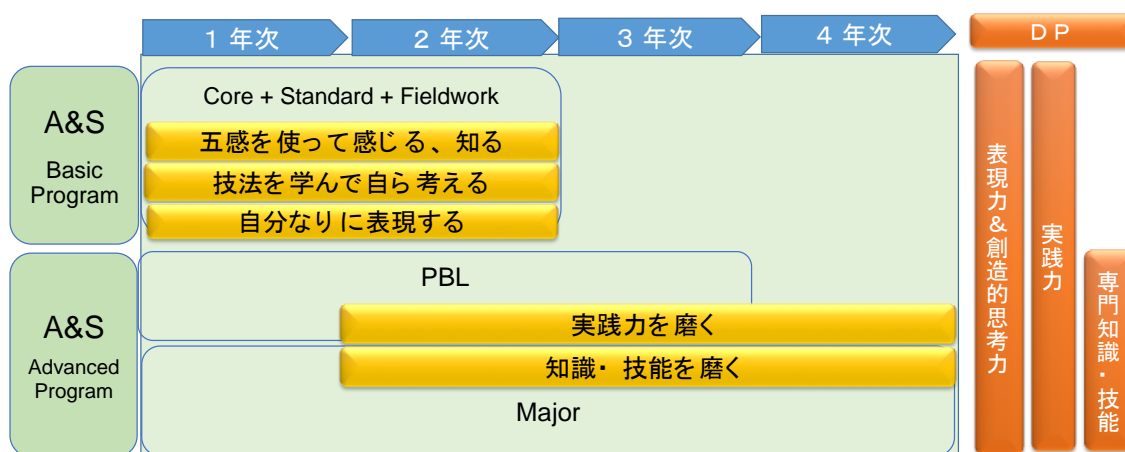 １ 年次
２ 年次
３ 年次
４ 年次
ＤＰ
A&S
Basic
Program
Core + Standard + Fieldwork
五感を使って感じる、知る
技法を学んで自ら考える
自分なりに表現する
A&S
Advanced
Program
PBL
実践力を磨く
知識・技能を磨く
Major
表現力＆創造的思考力
実践力
専門知識・技能